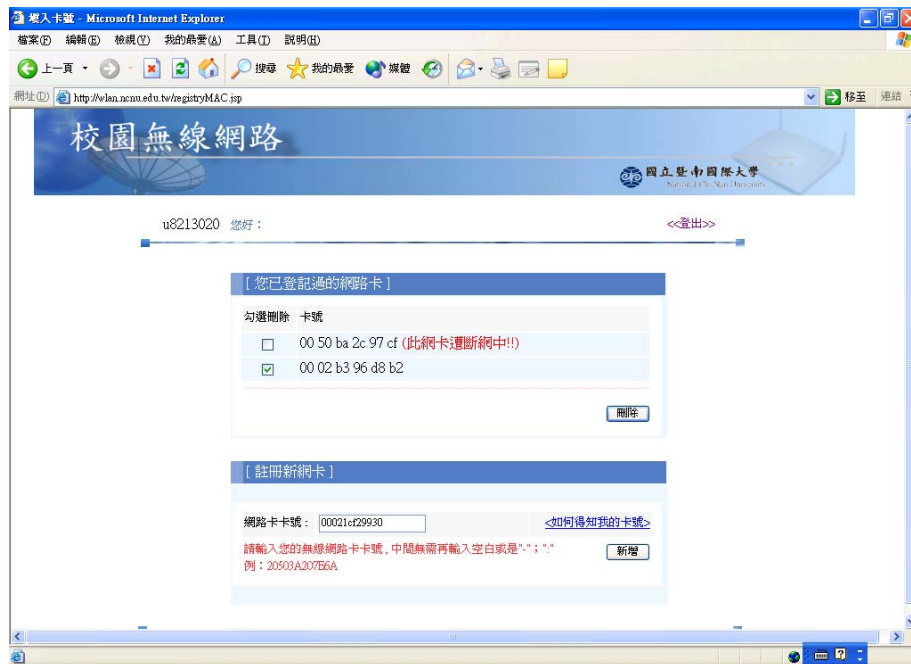 填入卡號 - Microsoft Internet Explorer
檔案(F) 編輯(E) 檢視(V) 我的最愛(A) 工具(T) 說明(H)
上一頁 搜尋 我的最愛 媒體
網址(D) http://wlan.ncnu.edu.tw/registryMAC.jsp 移至 連結
校園無線網路
國立暨南國際大學
National Chi Nan University
u8213020 您好：
<<登出>>
[ 您已登記過的網路卡 ]
勾選刪除 卡號
00 50 ba 2c 97 cf (此網卡遭斷網中!!)
00 02 b3 96 d8 b2
刪除
[ 註冊新網卡 ]
網路卡卡號： 00021cf29930 <如何得知我的卡號>
請輸入您的無線網路卡卡號 , 中間無需再輸入空白或是"-"；":" 新增
例：20503A207E6A